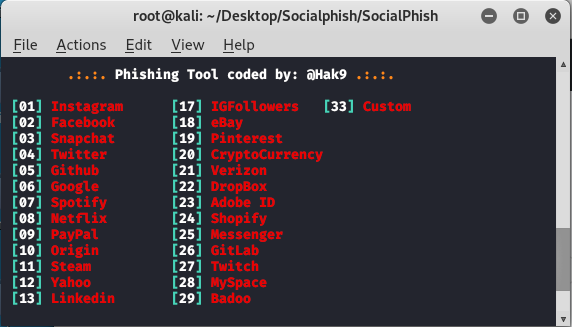 root@kali: ~/Desktop/Socialphish/SocialPhish
File Actions Edit View Help
.:.:. Phishing Tool coded by: @Hak9 .:.:.
[01] Instagram [17] IGFollowers [33] Custom
[02] Facebook [18] eBay
[03] Snapchat [19] Pinterest
[04] Twitter [20] CryptoCurrency
[05] Github [21] Verizon
[06] Google [22] DropBox
[07] Spotify [23] Adobe ID
[08] Netflix [24] Shopify
[09] PayPal [25] Messenger
[10] Origin [26] GitLab
[11] Steam [27] Twitch
[12] Yahoo [28] MySpace
[13] Linkedin [29] Badoo